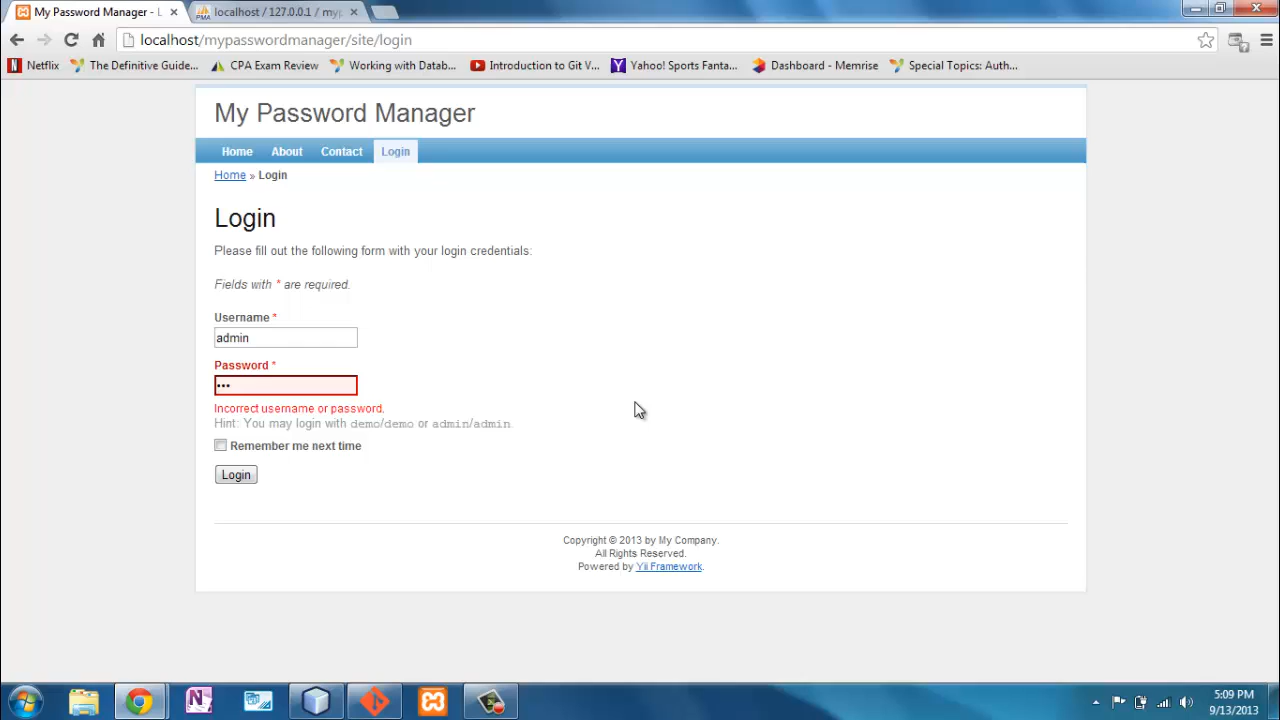 My Password Manager - L
localhost / 127.0.0.1 / myp
localhost/mypasswordmanager/site/login
Netflix The Definitive Guide... CPA Exam Review Working with Datab... Introduction to Git V... Yahoo! Sports Fanta... Dashboard - Memrise Special Topics: Auth...
My Password Manager
Home About Contact Login
Home » Login
Login
Please fill out the following form with your login credentials:
Fields with * are required.
Username *
admin
Password *
•••
Incorrect username or password.
Hint: You may login with demo/demo or admin/admin.
Remember me next time
Login
Copyright © 2013 by My Company.
All Rights Reserved.
Powered by Yii Framework.
5:09 PM
9/13/2013